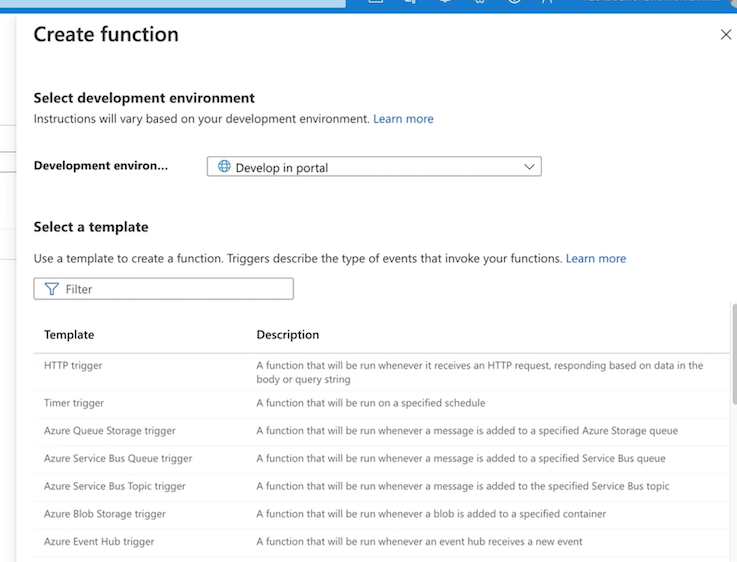 Create function
Select development environment
Instructions will vary based on your development environment. Learn more
Development environ...
Develop in portal
Select a template
Use a template to create a function. Triggers describe the type of events that invoke your functions. Learn more
Filter
Template Description
HTTP trigger A function that will be run whenever it receives an HTTP request, responding based on data in the
body or query string
Timer trigger A function that will be run on a specified schedule
Azure Queue Storage trigger A function that will be run whenever a message is added to a specified Azure Storage queue
Azure Service Bus Queue trigger A function that will be run whenever a message is added to a specified Service Bus queue
Azure Service Bus Topic trigger A function that will be run whenever a message is added to the specified Service Bus topic
Azure Blob Storage trigger A function that will be run whenever a blob is added to a specified container
Azure Event Hub trigger A function that will be run whenever an event hub receives a new event